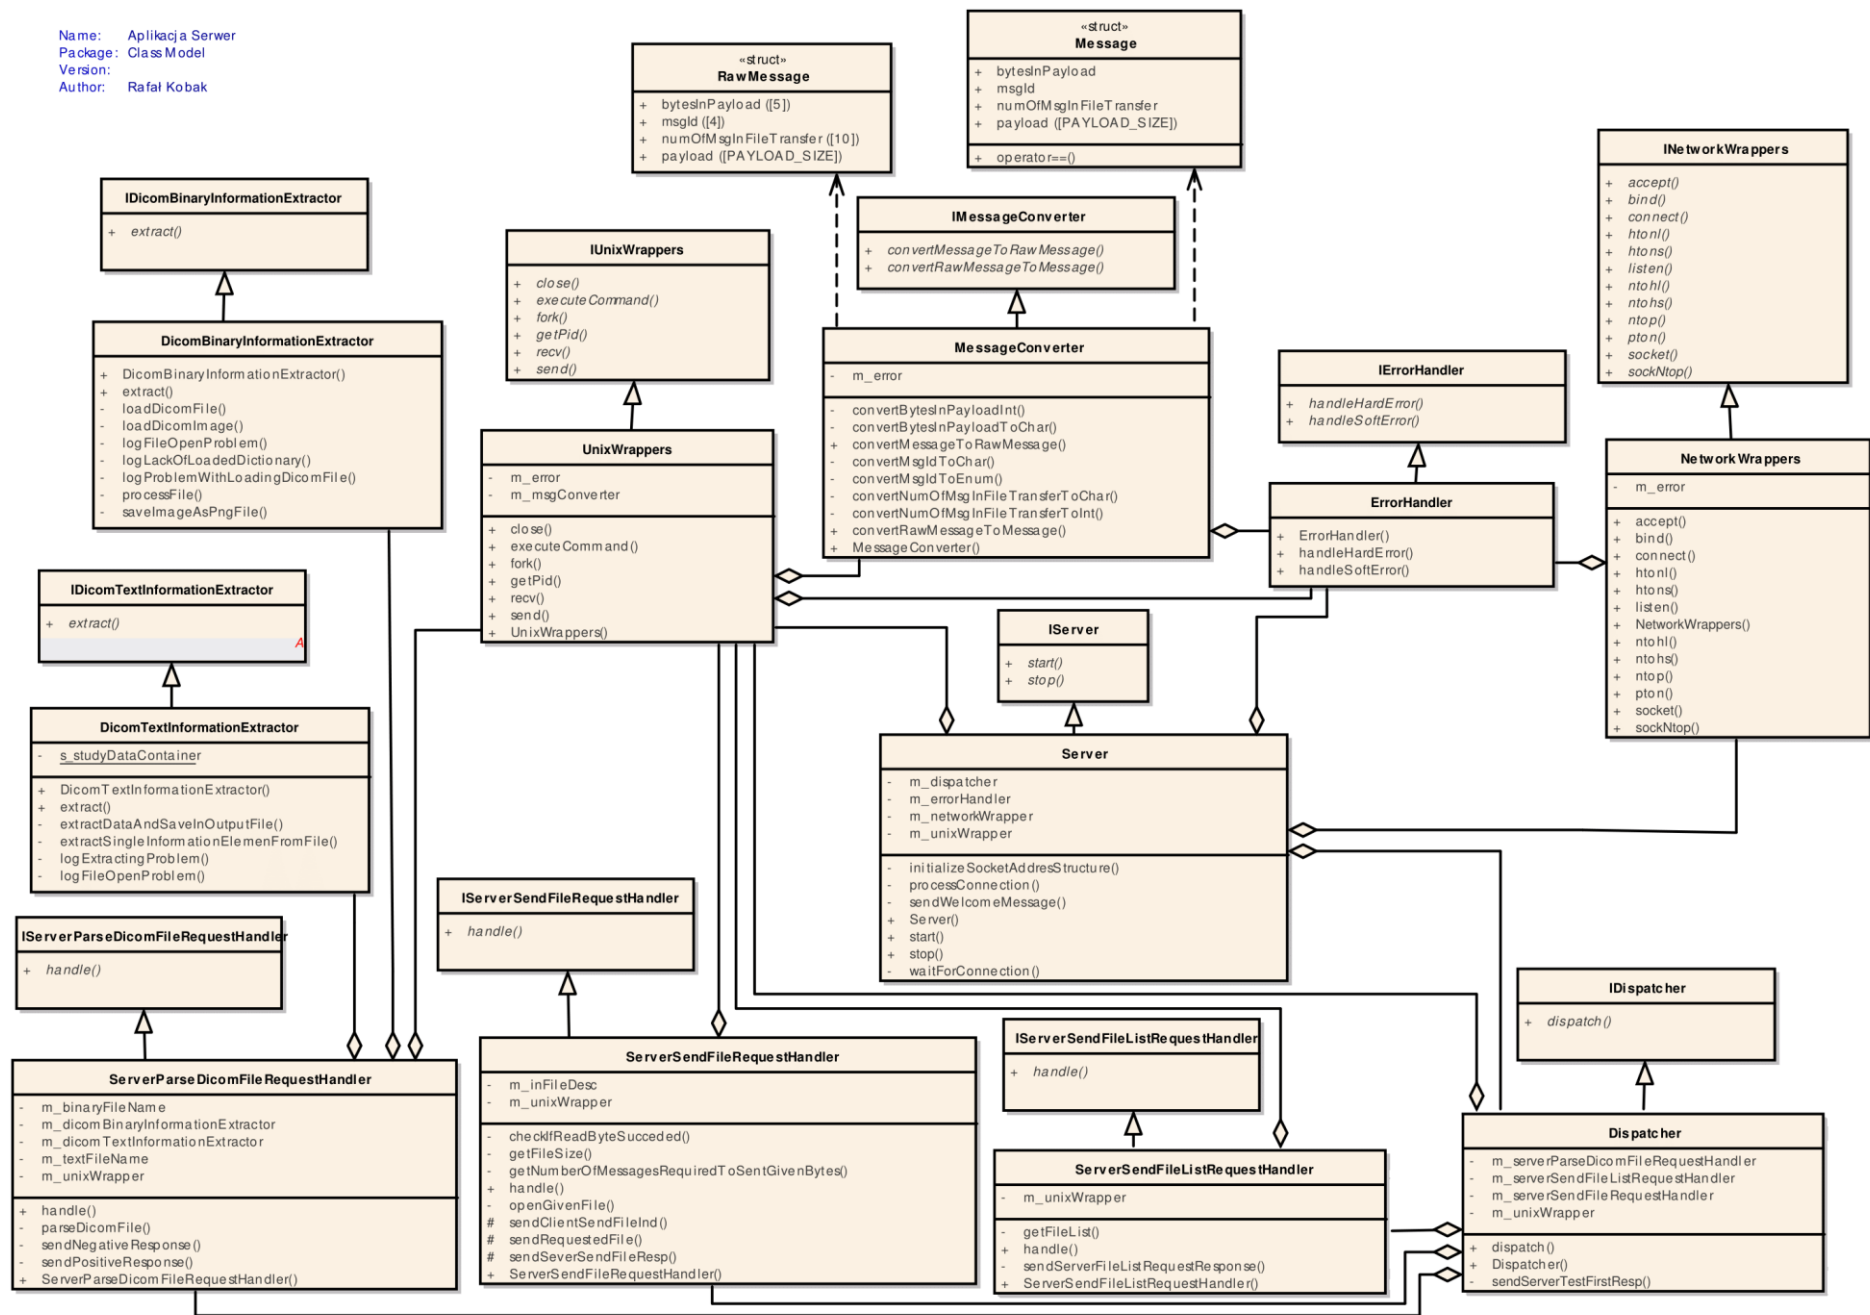 Name: Aplikacja Serwer
Package: Class Model
Version:
Author: Rafał Kobak
«struct»
RawMessage
+ bytesInPayload ([5])
+ msgId ([4])
+ numOfMsgInFileTransfer ([10])
+ payload ([PAYLOAD_SIZE])
«struct»
Message
+ bytesInPayload
+ msgId
+ numOfMsgInFileTransfer
+ payload ([PAYLOAD_SIZE])
+ operator==()
INetworkWrappers
+ accept()
+ bind()
+ connect()
+ htonl()
+ htons()
+ listen()
+ ntohl()
+ ntohs()
+ ntop()
+ pton()
+ socket()
+ sockNtop()
IDicomBinaryInformationExtractor
+ extract()
IUnixWrappers
+ close()
+ executeCommand()
+ fork()
+ getPid()
+ recv()
+ send()
IMessageConverter
+ convertMessageToRawMessage()
+ convertRawMessageToMessage()
DicomBinaryInformationExtractor
+ DicomBinaryInformationExtractor()
+ extract()
- loadDicomFile()
- loadDicomImage()
- logFileOpenProblem()
- logLackOfLoadedDictionary()
- logProblemWithLoadingDicomFile()
- processFile()
- saveImageAsPngFile()
MessageConverter
- m_error
- convertBytesInPayloadInt()
- convertBytesInPayloadToChar()
+ convertMessageToRawMessage()
- convertMsgIdToChar()
- convertMsgIdToEnum()
- convertNumOfMsgInFileTransferToChar()
- convertNumOfMsgInFileTransferToInt()
+ convertRawMessageToMessage()
+ MessageConverter()
IErrorHandler
+ handleHardError()
+ handleSoftError()
UnixWrappers
- m_error
- m_msgConverter
+ close()
+ executeCommand()
+ fork()
+ getPid()
+ recv()
+ send()
+ UnixWrappers()
ErrorHandler
+ ErrorHandler()
+ handleHardError()
+ handleSoftError()
NetworkWrappers
- m_error
+ accept()
+ bind()
+ connect()
+ htonl()
+ htons()
+ listen()
+ NetworkWrappers()
+ ntohl()
+ ntohs()
+ ntop()
+ pton()
+ socket()
+ sockNtop()
IDicomTextInformationExtractor
+ extract()
A
IServer
+ start()
+ stop()
DicomTextInformationExtractor
- s_studyDataContainer
+ DicomTextInformationExtractor()
+ extract()
- extractDataAndSaveInOutputFile()
- extractSingleInformationElemenFromFile()
- logExtractingProblem()
- logFileOpenProblem()
Server
- m_dispatcher
- m_errorHandler
- m_networkWrapper
- m_unixWrapper
- initializeSocketAddresStructure()
- processConnection()
- sendWelcomeMessage()
+ Server()
+ start()
+ stop()
- waitForConnection()
IServerSendFileRequestHandler
+ handle()
IServerParseDicomFileRequestHandler
+ handle()
IDispatcher
+ dispatch()
IServerSendFileListRequestHandler
+ handle()
ServerParseDicomFileRequestHandler
- m_binaryFileName
- m_dicomBinaryInformationExtractor
- m_dicomTextInformationExtractor
- m_textFileName
- m_unixWrapper
+ handle()
- parseDicomFile()
- sendNegativeResponse()
- sendPositiveResponse()
+ ServerParseDicomFileRequestHandler()
ServerSendFileRequestHandler
- m_inFileDesc
- m_unixWrapper
- checkIfReadByteSucceded()
- getFileSize()
- getNumberOfMessagesRequiredToSentGivenBytes()
+ handle()
- openGivenFile()
# sendClientSendFileInd()
# sendRequestedFile()
# sendSeverSendFileResp()
+ ServerSendFileRequestHandler()
ServerSendFileListRequestHandler
- m_unixWrapper
- getFileList()
+ handle()
- sendServerFileListRequestResponse()
+ ServerSendFileListRequestHandler()
Dispatcher
- m_serverParseDicomFileRequestHandler
- m_serverSendFileListRequestHandler
- m_serverSendFileRequestHandler
- m_unixWrapper
+ dispatch()
+ Dispatcher()
- sendServerTestFirstResp()